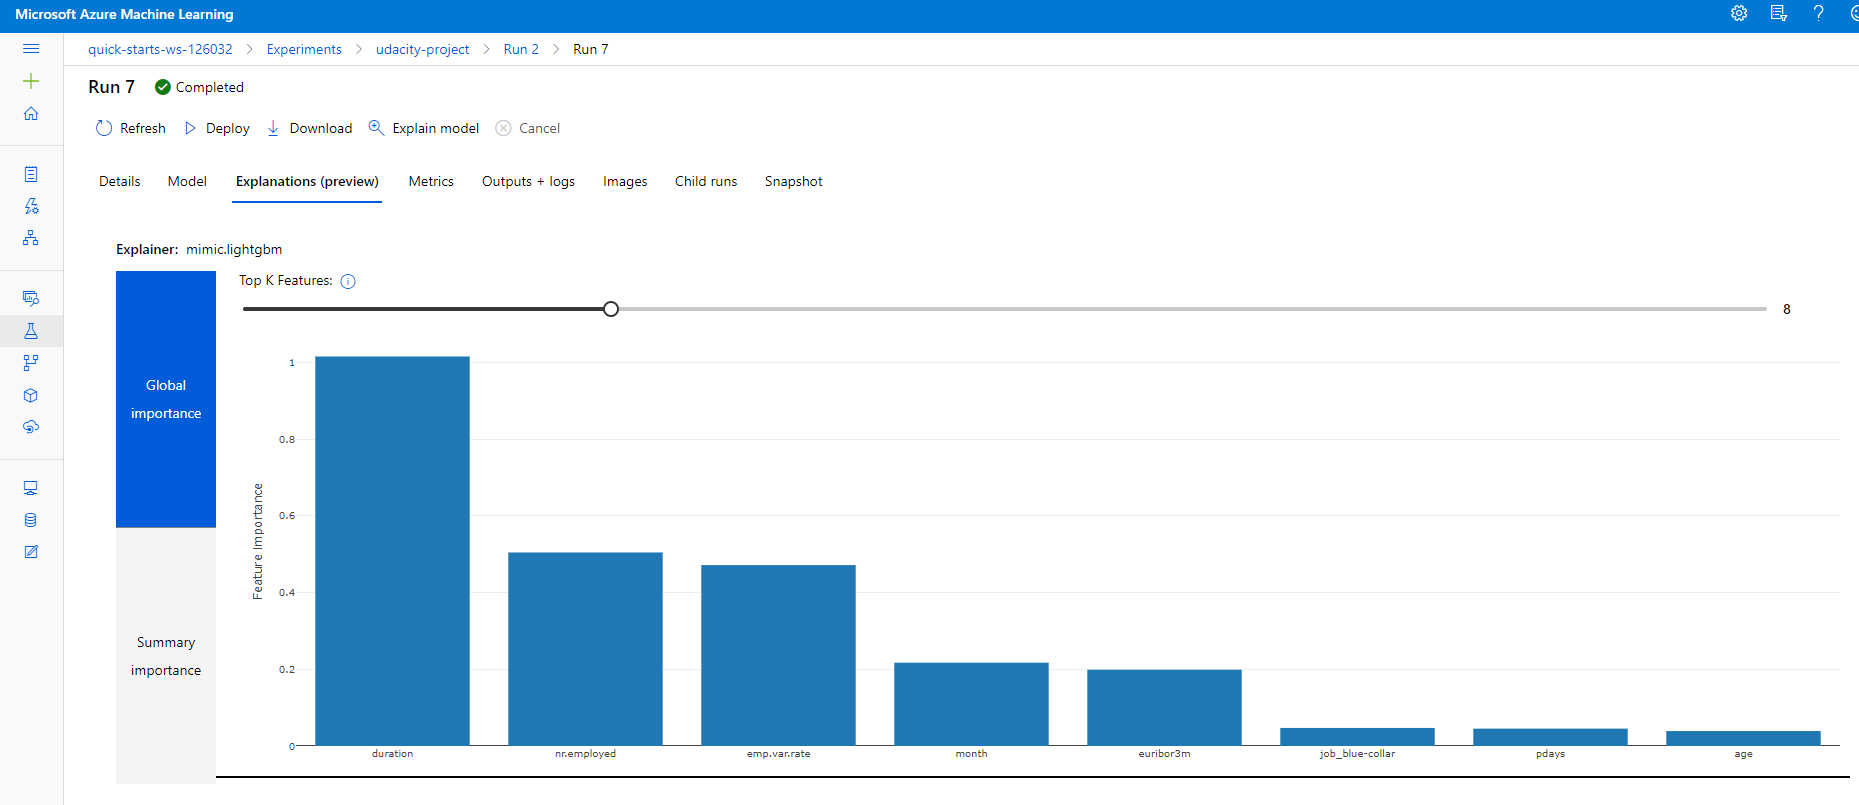 Microsoft Azure Machine Learning
quick-starts-ws-126032 > Experiments > udacity-project > Run 2 > Run 7
Run 7 Completed
Refresh Deploy Download Explain model Cancel
Details Model Explanations (preview) Metrics Outputs + logs Images Child runs Snapshot
Explainer: mimic.lightgbm
Top K Features:
8
Global
importance
Summary
importance
Feature Importance
1
0.8
0.6
0.4
0.2
0
duration nr.employed emp.var.rate month euribor3m job_blue-collar pdays age